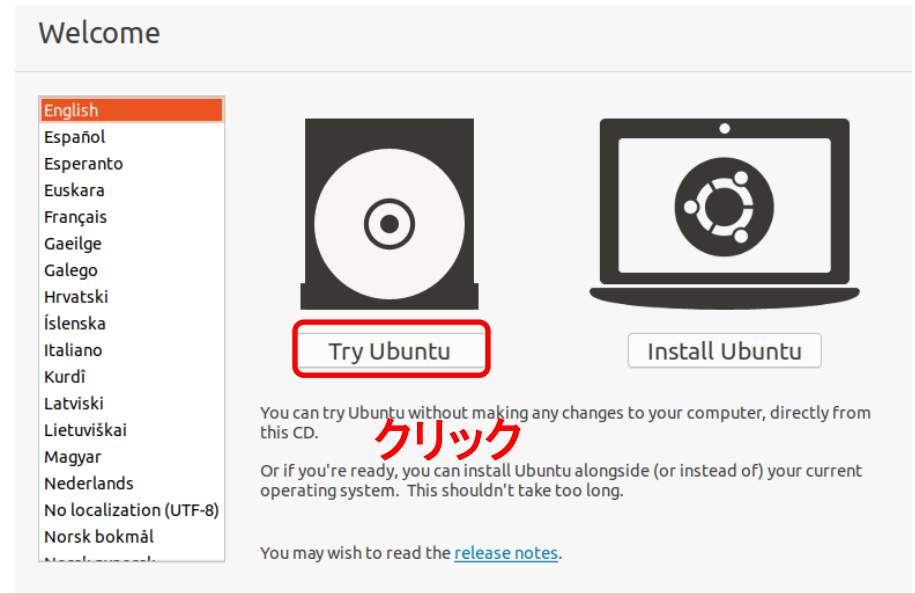 Welcome
English
Español
Esperanto
Euskara
Français
Gaeilge
Galego
Hrvatski
Íslenska
Italiano
Kurdî
Latviski
Lietuviškai
Magyar
Nederlands
No localization (UTF-8)
Norsk bokmål
Try Ubuntu
Install Ubuntu
クリック
You can try Ubuntu without making any changes to your computer, directly from
this CD.
Or if you're ready, you can install Ubuntu alongside (or instead of) your current
operating system. This shouldn't take too long.
You may wish to read the release notes.